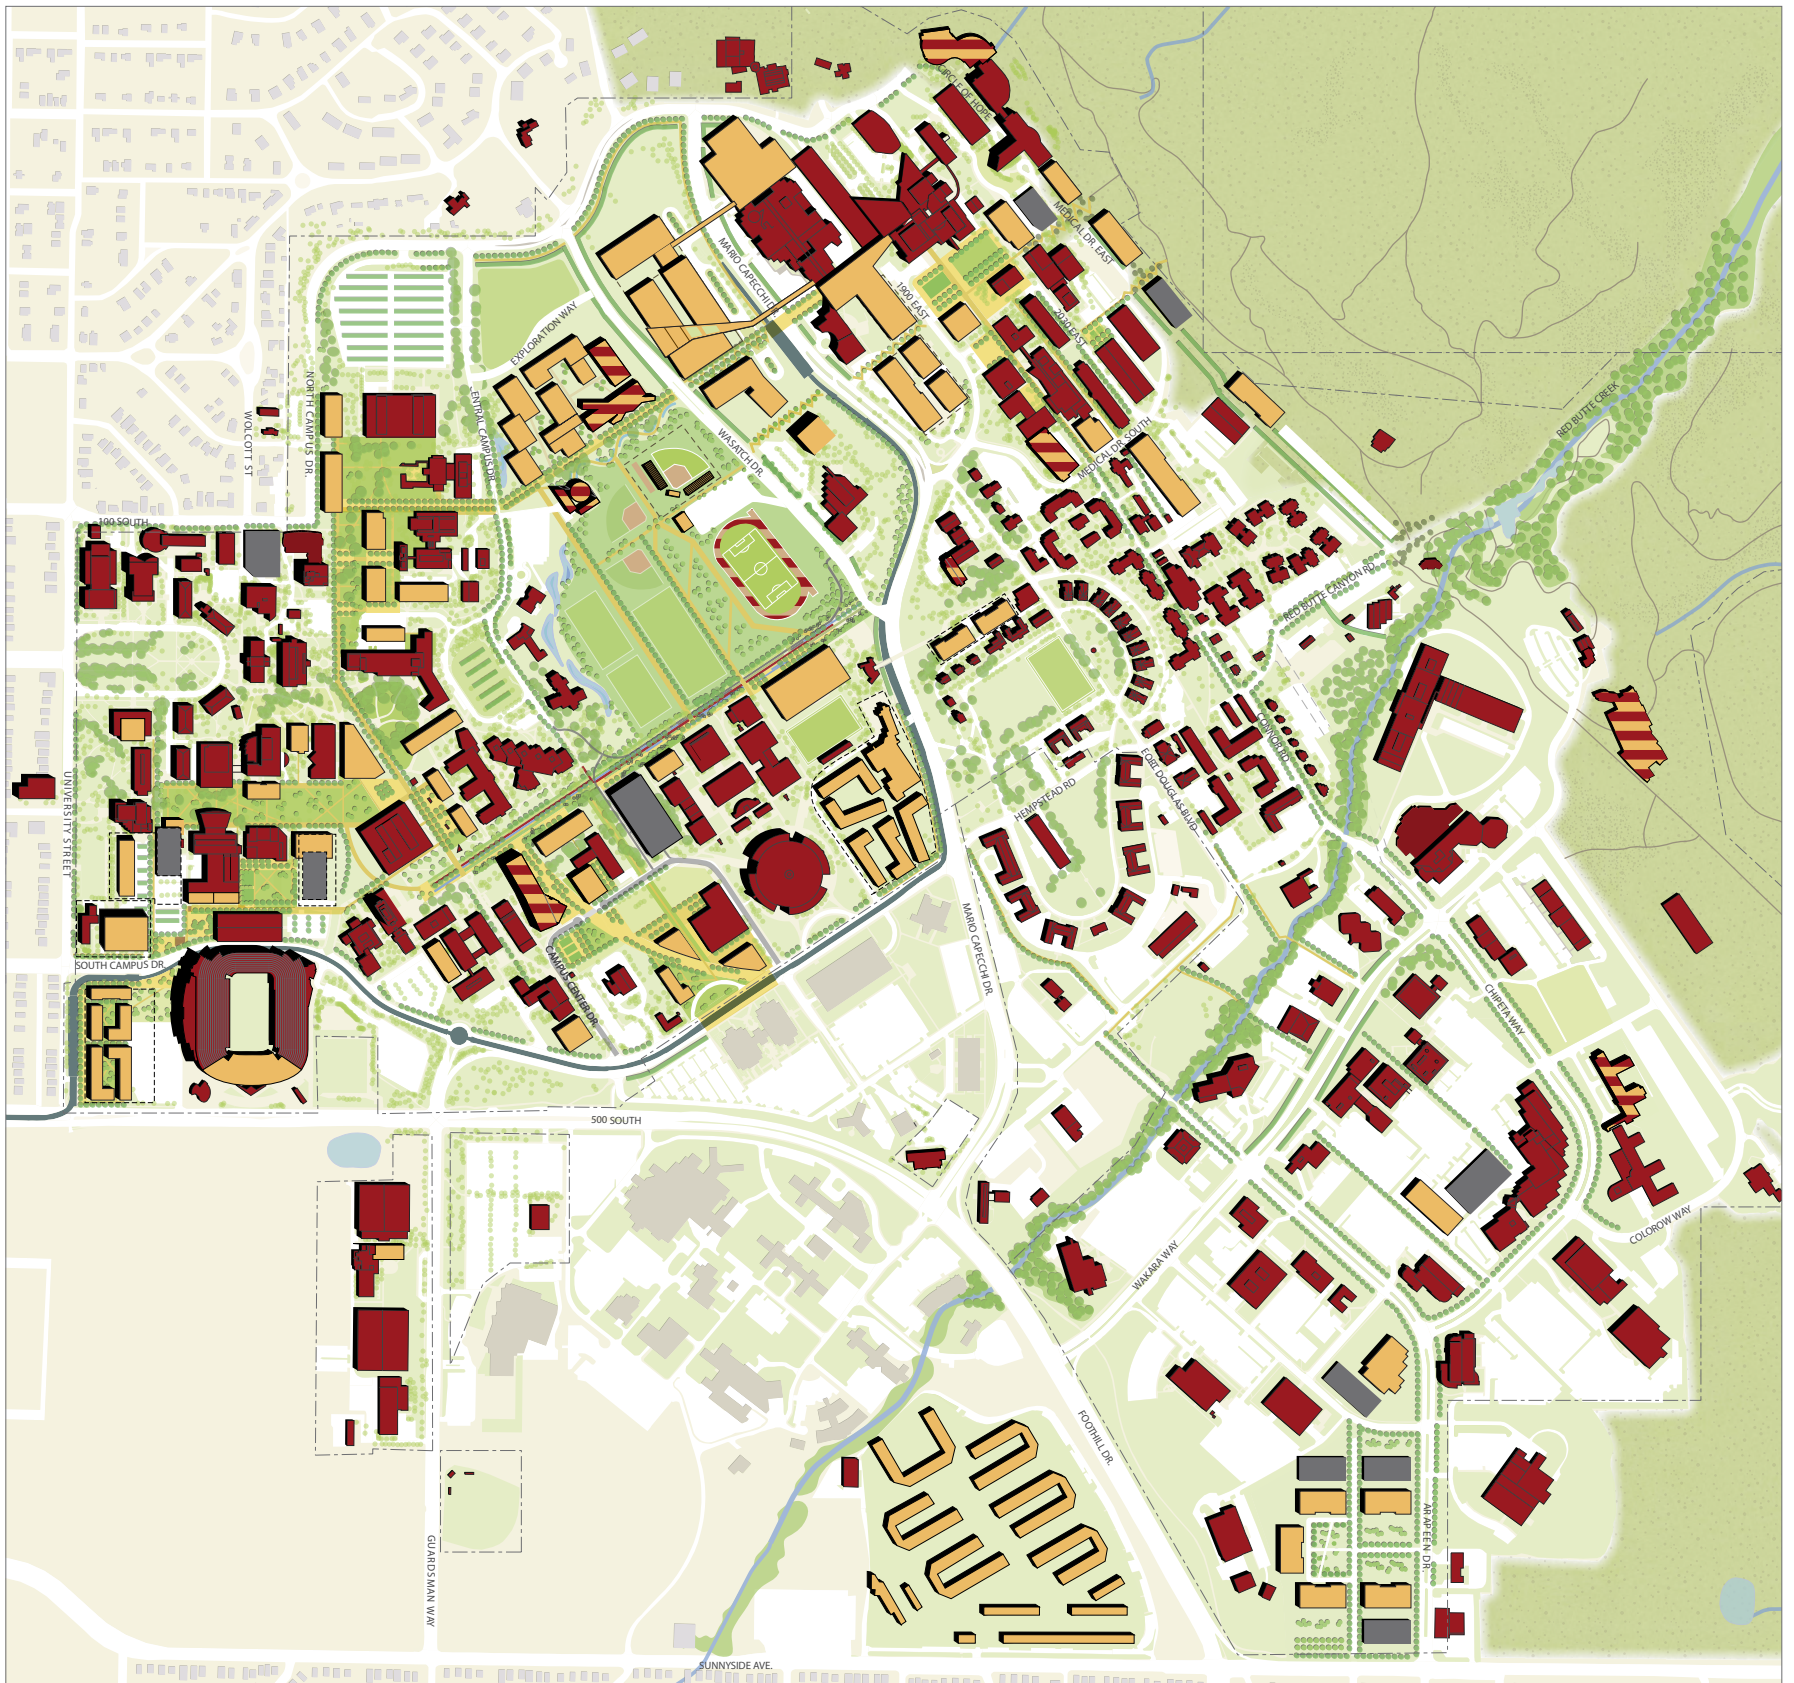 CIRCLE OF HOPE
MEDICAL DR. EAST
MARIO CAPECCHI DR.
1900 EAST
2030 EAST
EXPLORATION WAY
NORTH CAMPUS DR.
WOLCOTT ST
CENTRAL CAMPUS DR.
WASATCH DR.
MEDICAL DR. SOUTH
RED BUTTE CREEK
100 SOUTH
RED BUTTE CANYON RD
CONNOR RD
FORT DOUGLAS BLVD
HEMPSTEAD RD
UNIVERSITY STREET
MARIO CAPECCHI DR.
SOUTH CAMPUS DR.
CAMPUS CENTER DR.
CHIPETA WAY
500 SOUTH
COLOROW WAY
WAKARA WAY
FOOTHILL DR.
ARAPEEN DR.
GUARDSMAN WAY
SUNNYSIDE AVE.